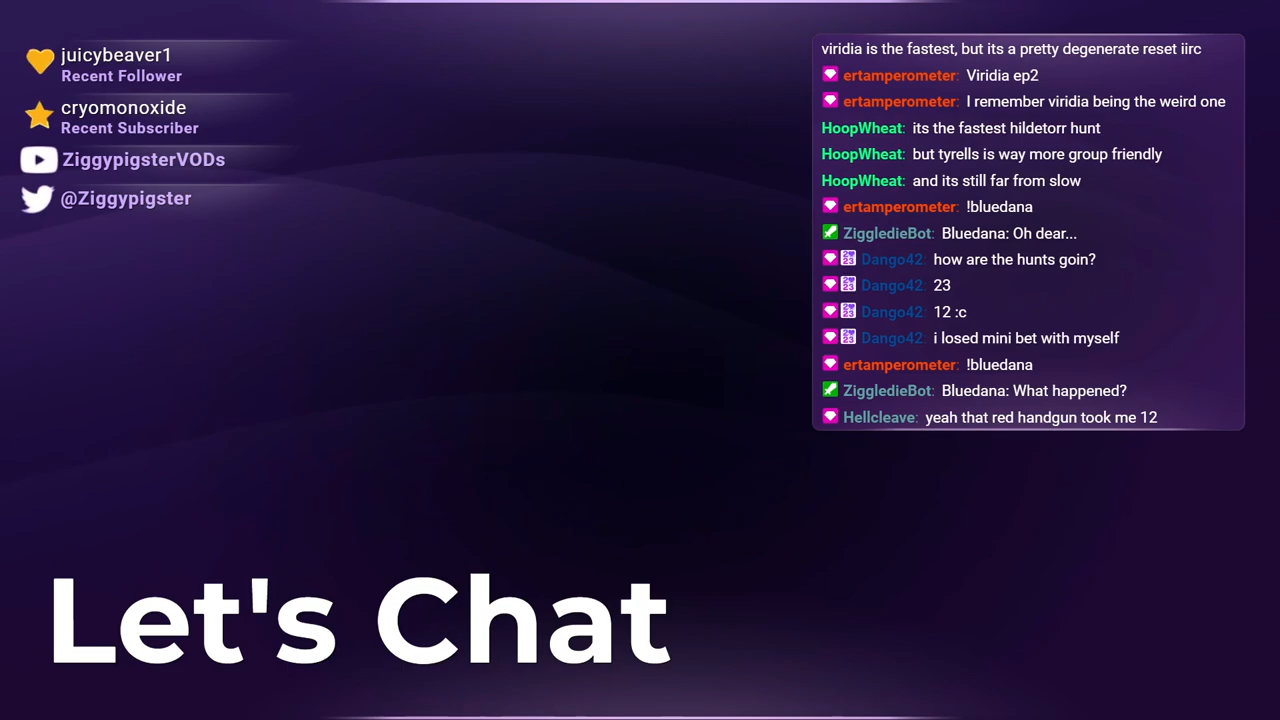 juicybeaver1
Recent Follower
cryomonoxide
Recent Subscriber
ZiggypigsterVODs
@Ziggypigster
viridia is the fastest, but its a pretty degenerate reset iirc
ertamperometer: Viridia ep2
ertamperometer: I remember viridia being the weird one
HoopWheat: its the fastest hildetorr hunt
HoopWheat: but tyrells is way more group friendly
HoopWheat: and its still far from slow
ertamperometer: !bluedana
ZiggledieBot: Bluedana: Oh dear...
Dango42: how are the hunts goin?
Dango42: 23
Dango42: 12 :c
Dango42: i losed mini bet with myself
ertamperometer: !bluedana
ZiggledieBot: Bluedana: What happened?
Hellcleave: yeah that red handgun took me 12
Let's Chat